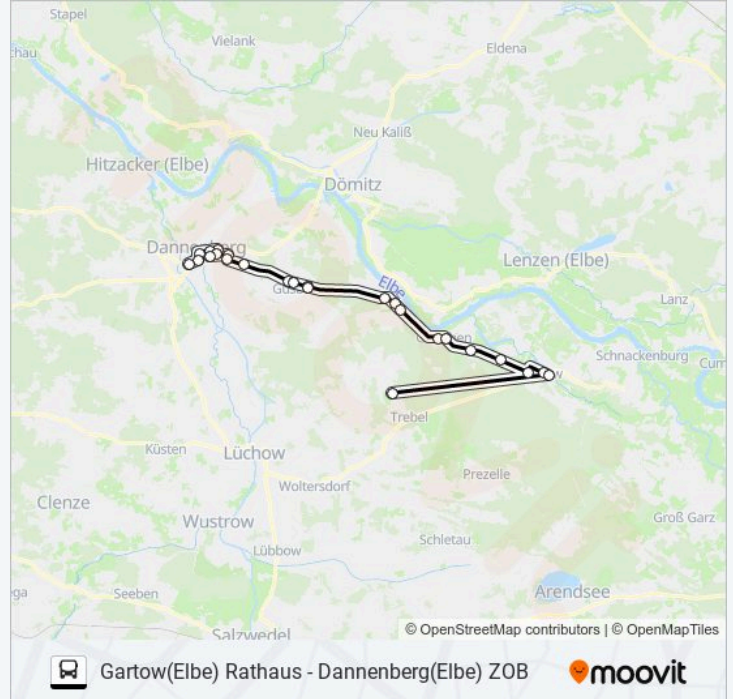 Stapel
Vielank
Eldena
Neu Kaliß
Hitzacker (Elbe)
Dömitz
Lenzen (Elbe)
Elbe
Lanz
Schnackenburg
Trebel
Lüchow
Küsten
Woltersdorf
Prezelle
Clenze
Wustrow
Groß Garz
Schletau
Lübbow
Seeben
Arendsee
Salzwedel
© OpenStreetMap contributors | © OpenMapTiles
Gartow(Elbe) Rathaus - Dannenberg(Elbe) ZOB
moovit